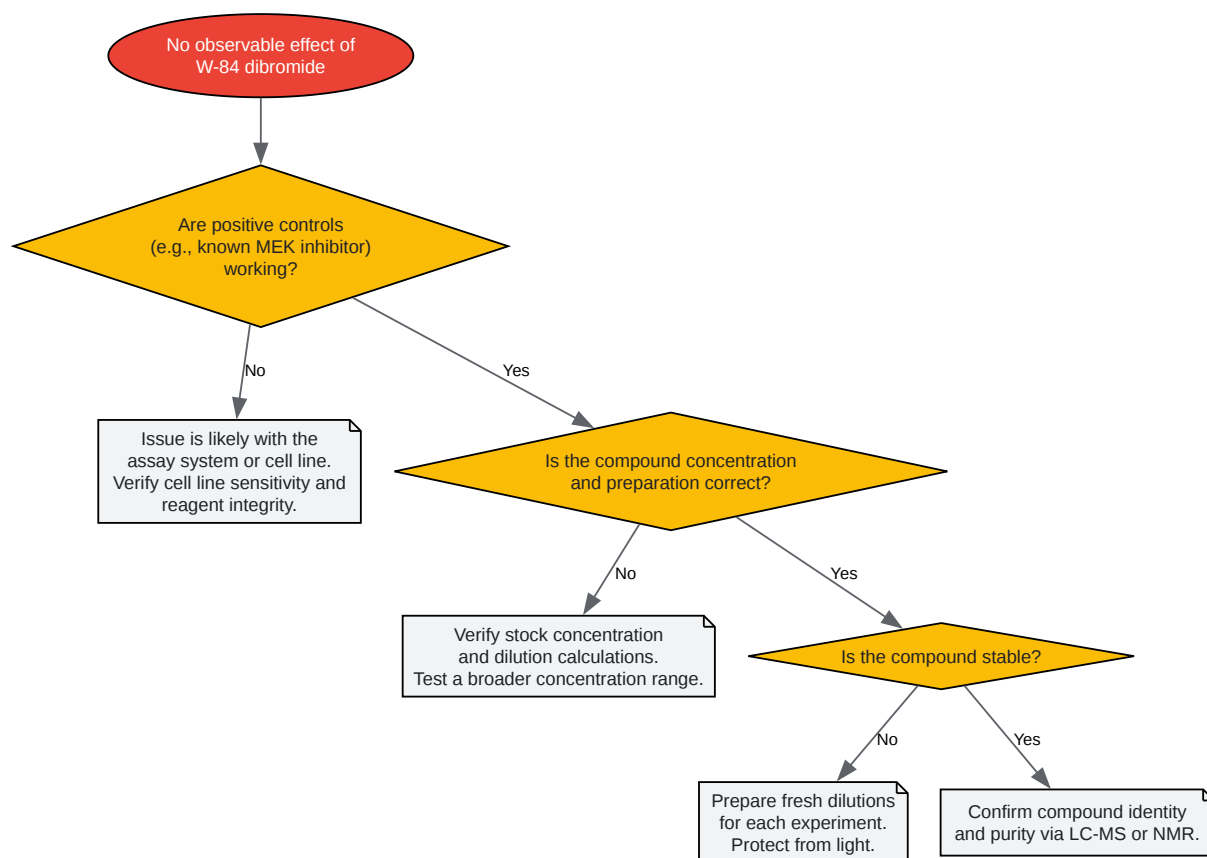 No observable effect of
W-84 dibromide
Are positive controls
(e.g., known MEK inhibitor)
working?
No
Yes
Issue is likely with the
assay system or cell line.
Verify cell line sensitivity and
reagent integrity.
Is the compound concentration
and preparation correct?
No
Yes
Verify stock concentration
and dilution calculations.
Test a broader concentration range.
Is the compound stable?
No
Yes
Prepare fresh dilutions
for each experiment.
Protect from light.
Confirm compound identity
and purity via LC-MS or NMR.